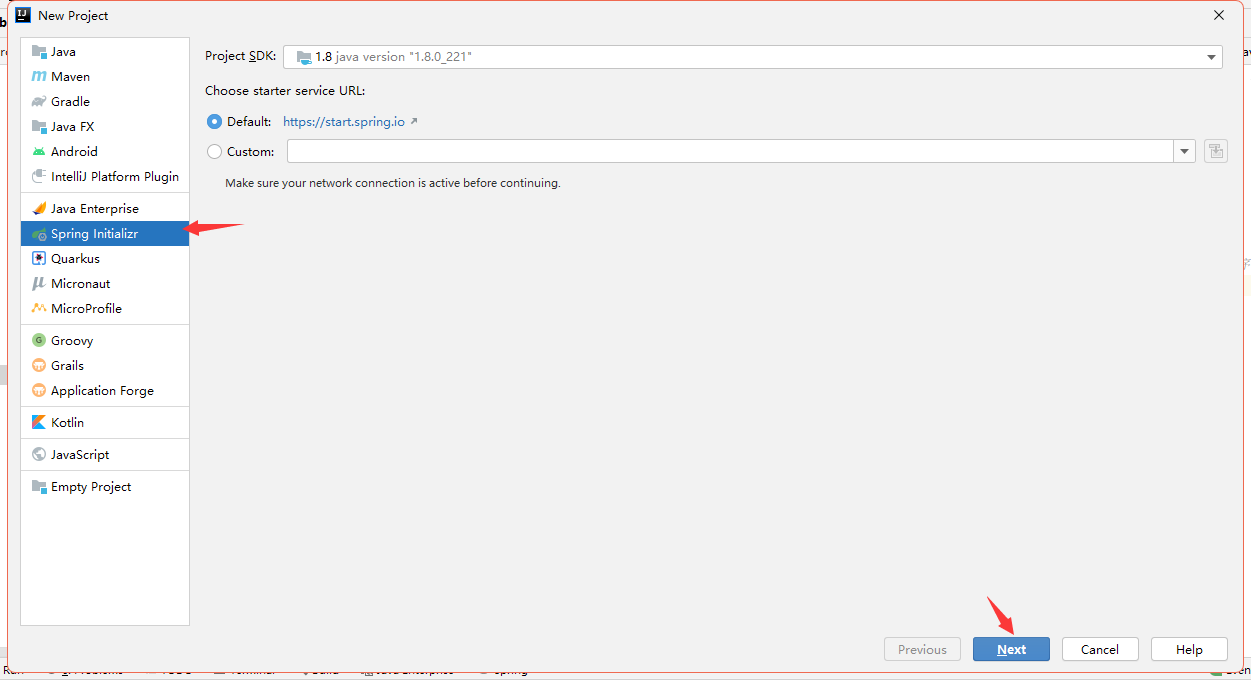 New Project
Java
Maven
Gradle
Java FX
Android
IntelliJ Platform Plugin
Java Enterprise
Spring Initializr
Quarkus
Micronaut
MicroProfile
Groovy
Grails
Application Forge
Kotlin
JavaScript
Empty Project
Project SDK: 1.8 java version "1.8.0_221"
Choose starter service URL:
Default: https://start.spring.io
Custom:
Make sure your network connection is active before continuing.
Previous Next Cancel Help